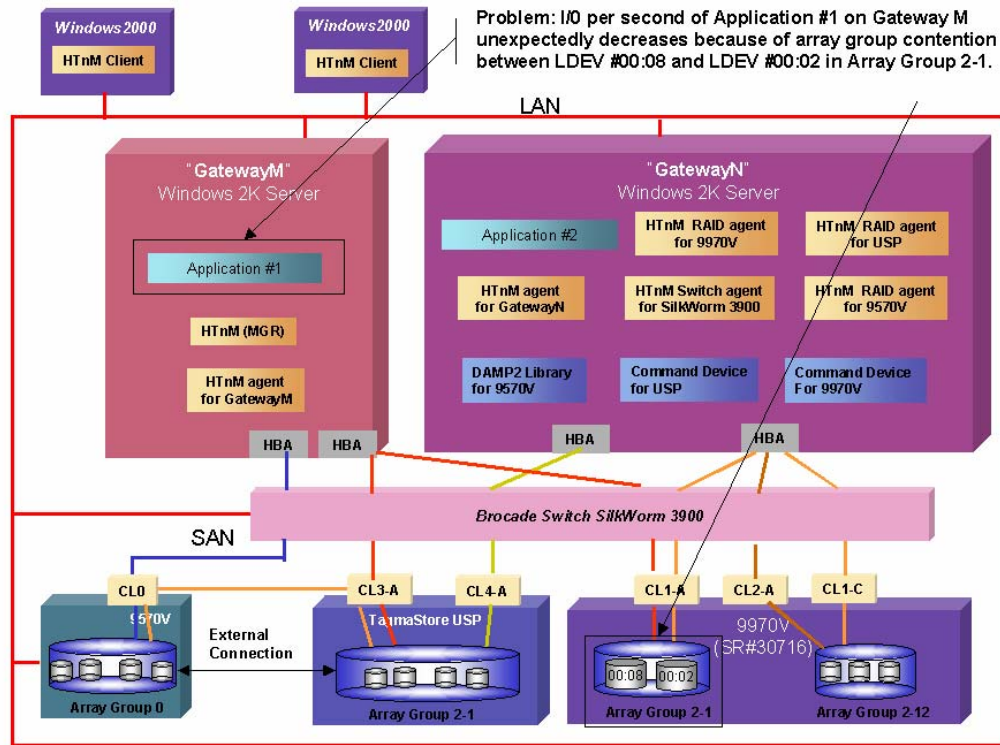 Windows2000
HTnM Client
Windows2000
HTnM Client
Problem: I/0 per second of Application #1 on Gateway M
unexpectedly decreases because of array group contention
between LDEV #00:08 and LDEV #00:02 in Array Group 2-1.
LAN
"GatewayM"
Windows 2K Server
Application #1
HTnM (MGR)
HTnM agent
for GatewayM
HBA
HBA
"GatewayN"
Windows 2K Server
Application #2
HTnM RAID agent
for 9970V
HTnM RAID agent
for USP
HTnM agent
for GatewayN
HTnM Switch agent
for SilkWorm 3900
HTnM RAID agent
for 9570V
DAMP2 Library
for 9570V
Command Device
for USP
Command Device
For 9970V
HBA
HBA
Brocade Switch SilkWorm 3900
SAN
CL0
CL3-A
CL4-A
CL1-A
CL2-A
CL1-C
9570V
TagmaStore USP
9970V
(SR#30716)
External
Connection
00:08
00:02
Array Group 0
Array Group 2-1
Array Group 2-1
Array Group 2-12